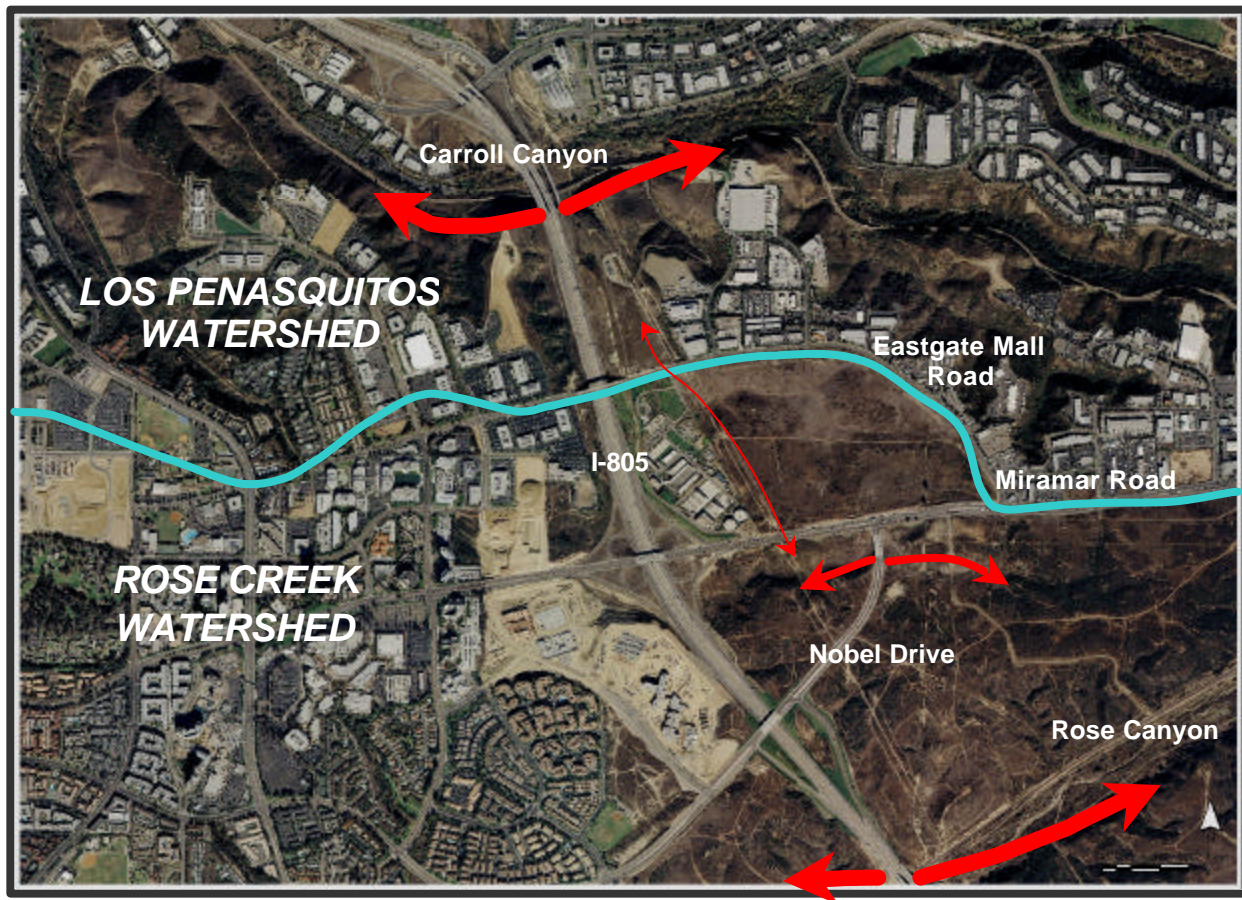 Carroll Canyon
LOS PENASQUITOS
WATERSHED
Eastgate Mall
Road
I-805
Miramar Road
ROSE CREEK
WATERSHED
Nobel Drive
Rose Canyon